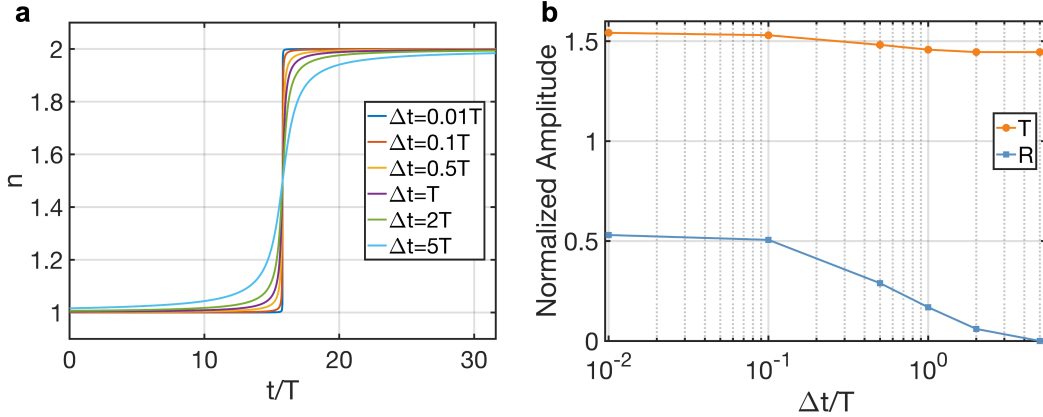 a
n
2
1.8
1.6
1.4
1.2
1
0
10
20
30
t/T
Δt=0.01T
Δt=0.1T
Δt=0.5T
Δt=T
Δt=2T
Δt=5T
b
Normalized Amplitude
1.5
1
0.5
0
10⁻²
10⁻¹
10⁰
Δt/T
T
R